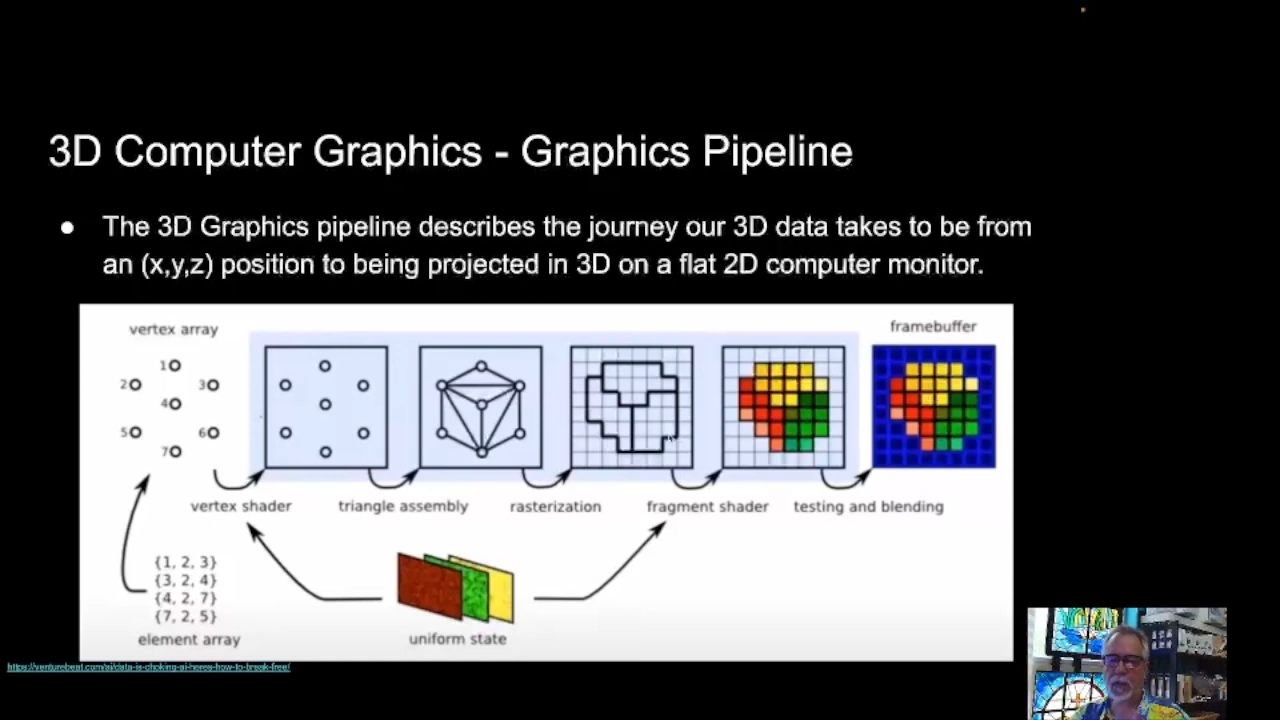 3D Computer Graphics - Graphics Pipeline
● The 3D Graphics pipeline describes the journey our 3D data takes to be from
an (x,y,z) position to being projected in 3D on a flat 2D computer monitor.
vertex array
framebuffer
1
2
3
4
5
6
7
vertex shader
triangle assembly
rasterization
fragment shader
testing and blending
{1, 2, 3}
{3, 2, 4}
{4, 2, 7}
{7, 2, 5}
element array
uniform state
https://venturebeat.com/ai/data-is-choking-ai-heres-how-to-break-free/